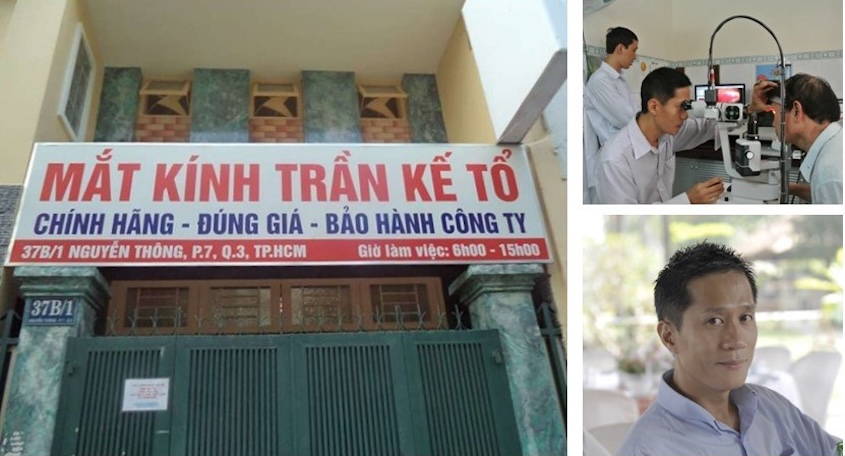 MẮT KÍNH TRẦN KẾ TỔ
CHÍNH HÃNG - ĐÚNG GIÁ - BẢO HÀNH CÔNG TY
37B/1 NGUYỄN THÔNG, P.7, Q.3, TP.HCM Giờ làm việc: 6h00 - 15h00
37B/1